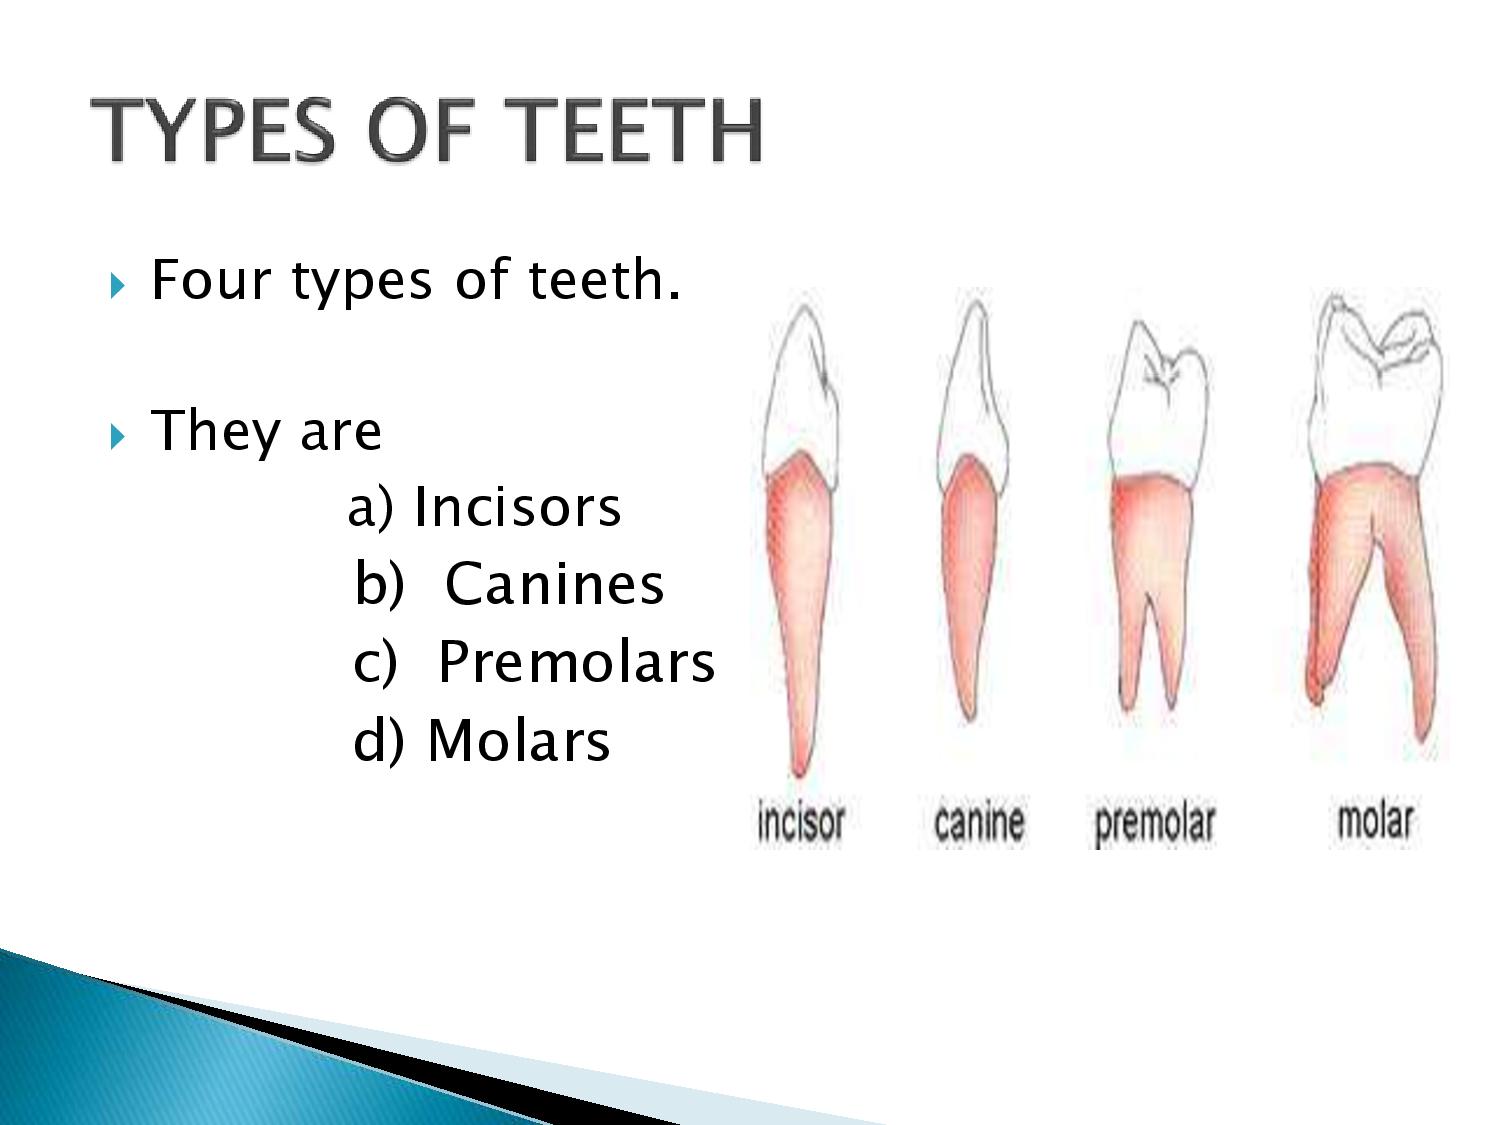 TYPES OF TEETH
Four types of teeth.
They are
a) Incisors
b) Canines
c) Premolars
d) Molars
incisor canine premolar molar